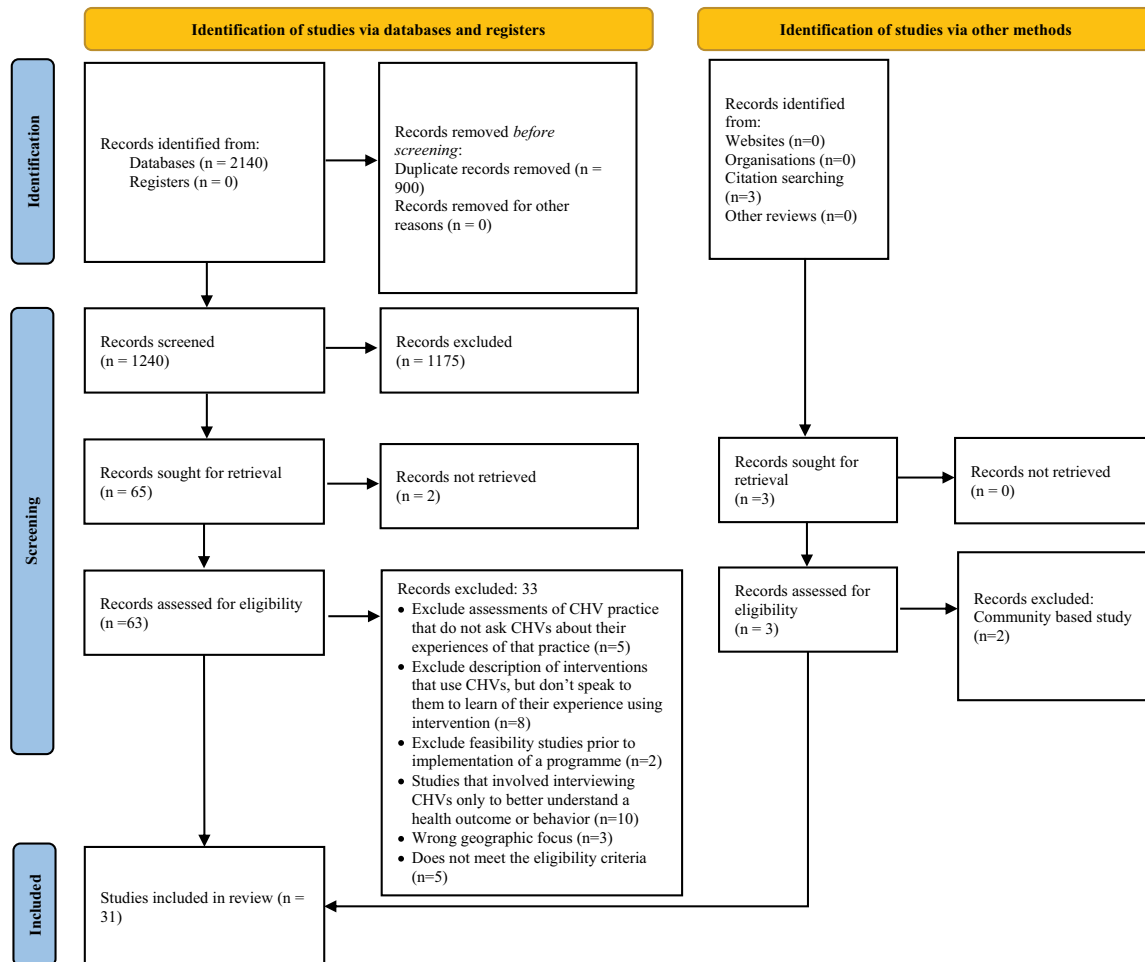 Identification of studies via databases and registers
Identification of studies via other methods
Identification
Records identified from:
Databases (n = 2140)
Registers (n = 0)
Records removed before
screening:
Duplicate records removed (n =
900)
Records removed for other
reasons (n = 0)
Records identified
from:
Websites (n=0)
Organisations (n=0)
Citation searching
(n=3)
Other reviews (n=0)
Screening
Records screened
(n = 1240)
Records excluded
(n = 1175)
Records sought for retrieval
(n = 65)
Records not retrieved
(n = 2)
Records sought for
retrieval
(n =3)
Records not retrieved
(n = 0)
Records assessed for eligibility
(n =63)
Records excluded: 33
• Exclude assessments of CHV practice
that do not ask CHVs about their
experiences of that practice (n=5)
• Exclude description of interventions
that use CHVs, but don’t speak to
them to learn of their experience using
intervention (n=8)
• Exclude feasibility studies prior to
implementation of a programme (n=2)
• Studies that involved interviewing
CHVs only to better understand a
health outcome or behavior (n=10)
• Wrong geographic focus (n=3)
• Does not meet the eligibility criteria
(n=5)
Records assessed for
eligibility
(n = 3)
Records excluded:
Community based study
(n=2)
Included
Studies included in review (n =
31)